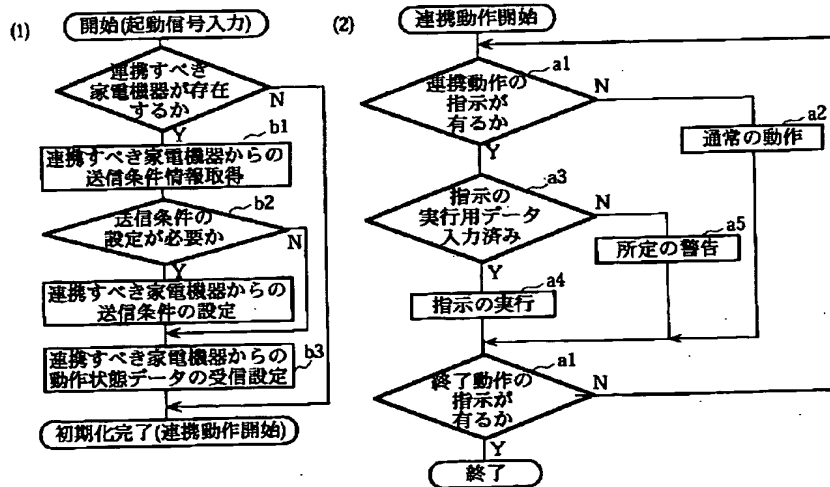 (1)
開始(起動信号入力)
連携すべき
家電機器が存在
するか
N
Y
b1
連携すべき家電機器からの
送信条件情報取得
b2
送信条件の
設定が必要か
N
Y
連携すべき家電機器からの
送信条件の設定
連携すべき家電機器からの
動作状態データの受信設定
b3
初期化完了(連携動作開始)
(2)
連携動作開始
a1
連携動作の
指示が
有るか
N
Y
a2
通常の動作
a3
指示の
実行用データ
入力済み
N
Y
a5
所定の警告
a4
指示の実行
a1
終了動作の
指示が
有るか
N
Y
終了